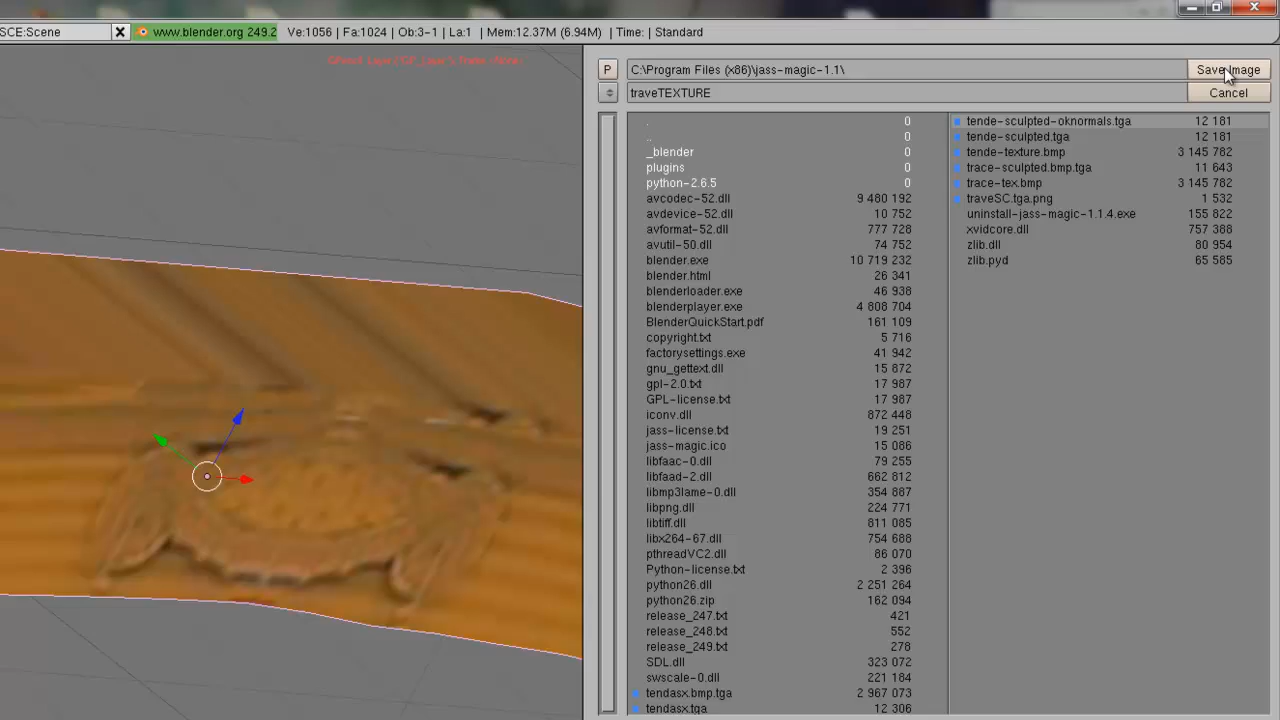 SCE:Scene
www.blender.org 249.2
Ve:1056 | Fa:1024 | Ob:3-1 | La:1 | Mem:12.37M (6.94M) | Time: | Standard
P
C:\Program Files (x86)\jass-magic-1.1\
Save Image
traveTEXTURE
Cancel
. 0
.. 0
_blender 0
plugins 0
python-2.6.5 0
avcodec-52.dll 9 480 192
avdevice-52.dll 10 752
avformat-52.dll 777 728
avutil-50.dll 74 752
blender.exe 10 719 232
blender.html 26 341
blenderloader.exe 46 938
blenderplayer.exe 4 808 704
BlenderQuickStart.pdf 161 109
copyright.txt 5 716
factorysettings.exe 41 942
gnu_gettext.dll 15 872
gpl-2.0.txt 17 987
GPL-license.txt 17 987
iconv.dll 872 448
jass-license.txt 19 251
jass-magic.ico 15 086
libfaac-0.dll 79 255
libfaad-2.dll 662 812
libmp3lame-0.dll 354 887
libpng.dll 224 771
libtiff.dll 811 085
libx264-67.dll 754 688
pthreadVC2.dll 86 070
Python-license.txt 2 396
python26.dll 2 251 264
python26.zip 162 094
release_247.txt 421
release_248.txt 552
release_249.txt 278
SDL.dll 323 072
swscale-0.dll 221 184
tendasx.bmp.tga 2 967 073
tendasx.tga 12 306
tende-sculpted-oknormals.tga 12 181
tende-sculpted.tga 12 181
tende-texture.bmp 3 145 782
trace-sculpted.bmp.tga 11 643
trace-tex.bmp 3 145 782
traveSC.tga.png 1 532
uninstall-jass-magic-1.1.4.exe 155 822
xvidcore.dll 757 388
zlib.dll 80 954
zlib.pyd 65 585